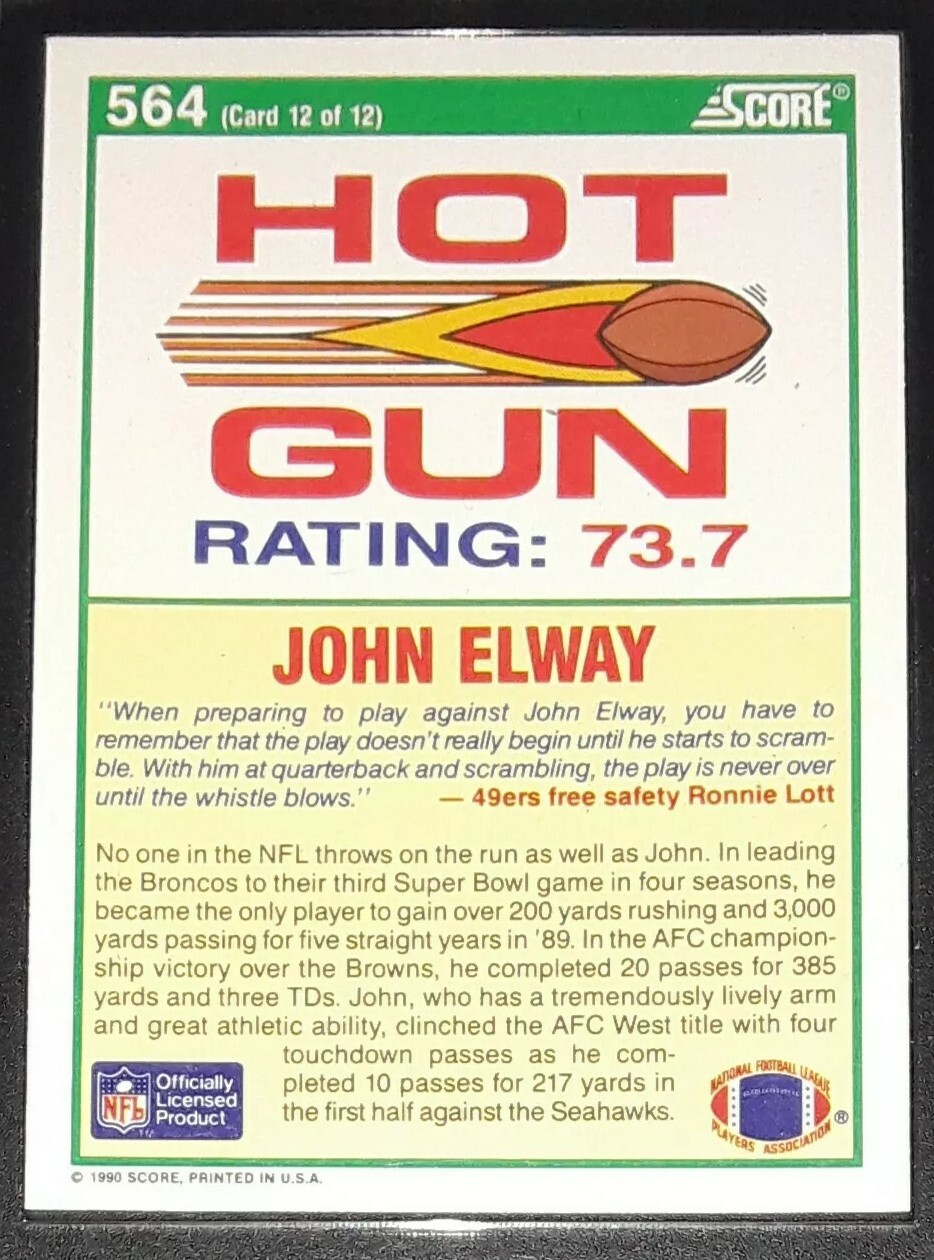 564 (Card 12 of 12) SCORE®
HOT
GUN
RATING: 73.7
JOHN ELWAY
"When preparing to play against John Elway, you have to
remember that the play doesn't really begin until he starts to scram-
ble. With him at quarterback and scrambling, the play is never over
until the whistle blows." — 49ers free safety Ronnie Lott
No one in the NFL throws on the run as well as John. In leading
the Broncos to their third Super Bowl game in four seasons, he
became the only player to gain over 200 yards rushing and 3,000
yards passing for five straight years in '89. In the AFC champion-
ship victory over the Browns, he completed 20 passes for 385
yards and three TDs. John, who has a tremendously lively arm
and great athletic ability, clinched the AFC West title with four
touchdown passes as he com-
pleted 10 passes for 217 yards in
the first half against the Seahawks.
NFL
Officially
Licensed
Product
NATIONAL FOOTBALL LEAGUE
PLAYERS ASSOCIATION ®
© 1990 SCORE, PRINTED IN U.S.A.